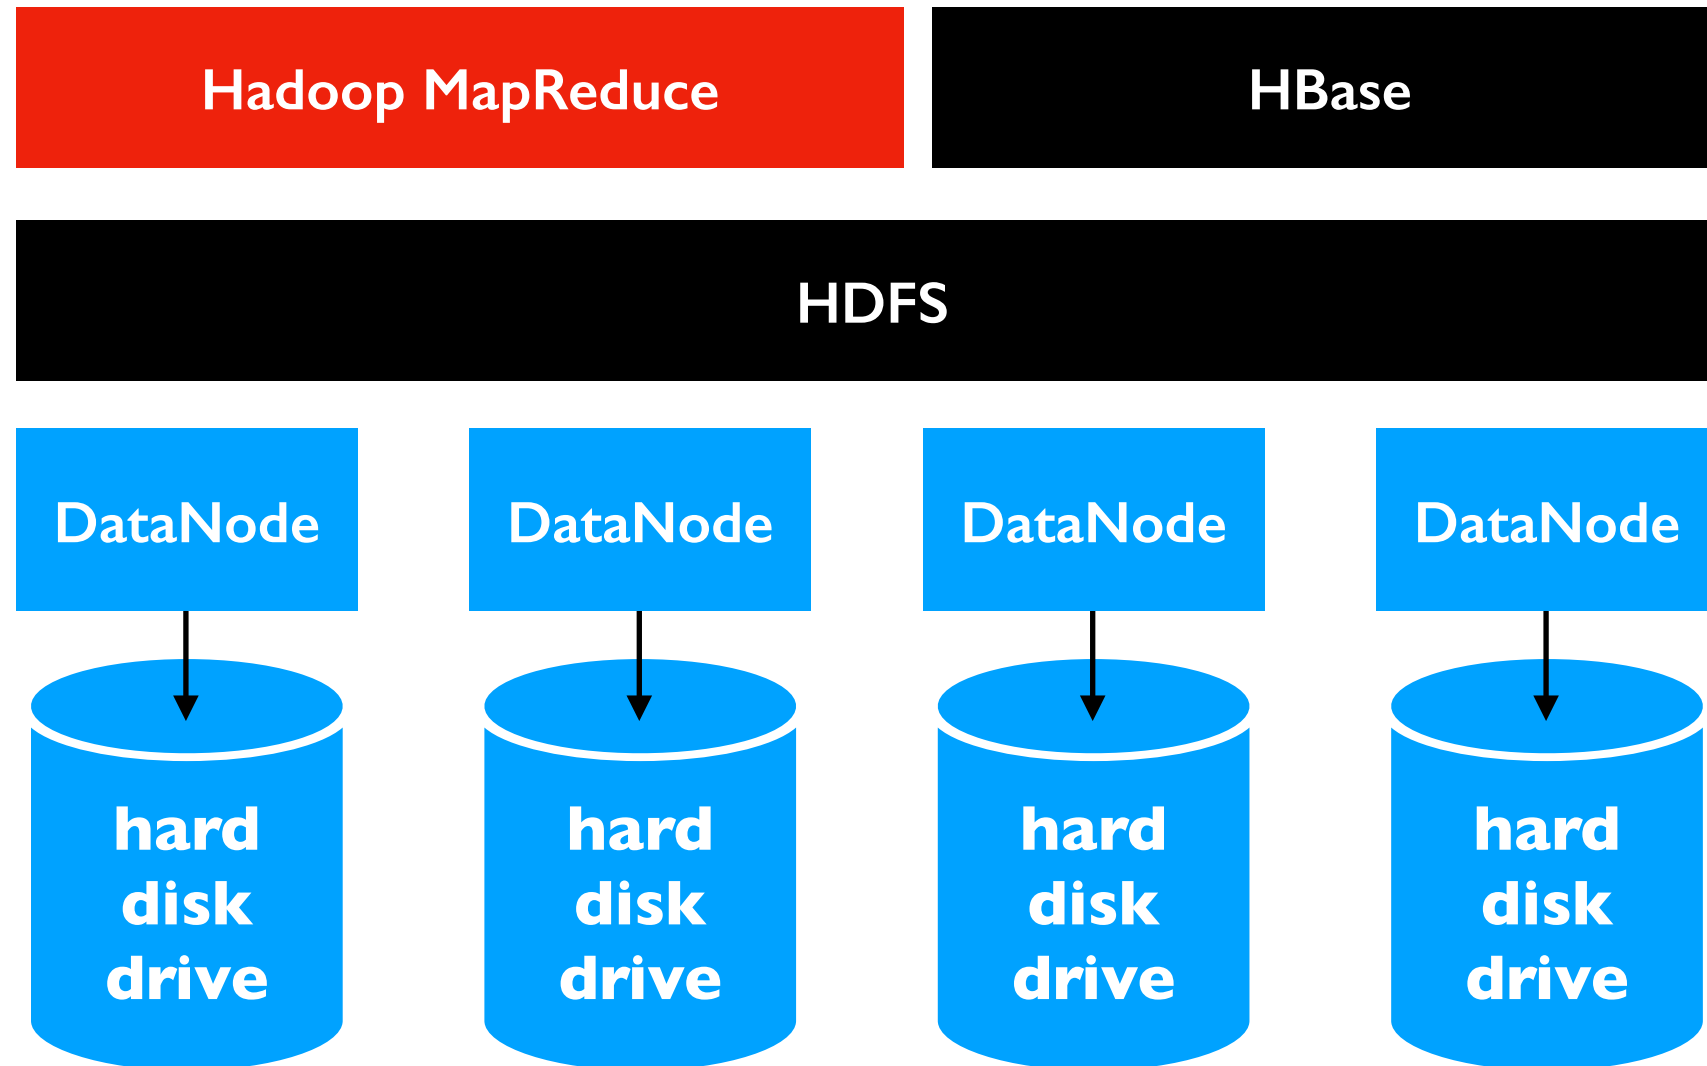 Hadoop MapReduce
HBase
HDFS
DataNode
DataNode
DataNode
DataNode
hard
disk
drive
hard
disk
drive
hard
disk
drive
hard
disk
drive